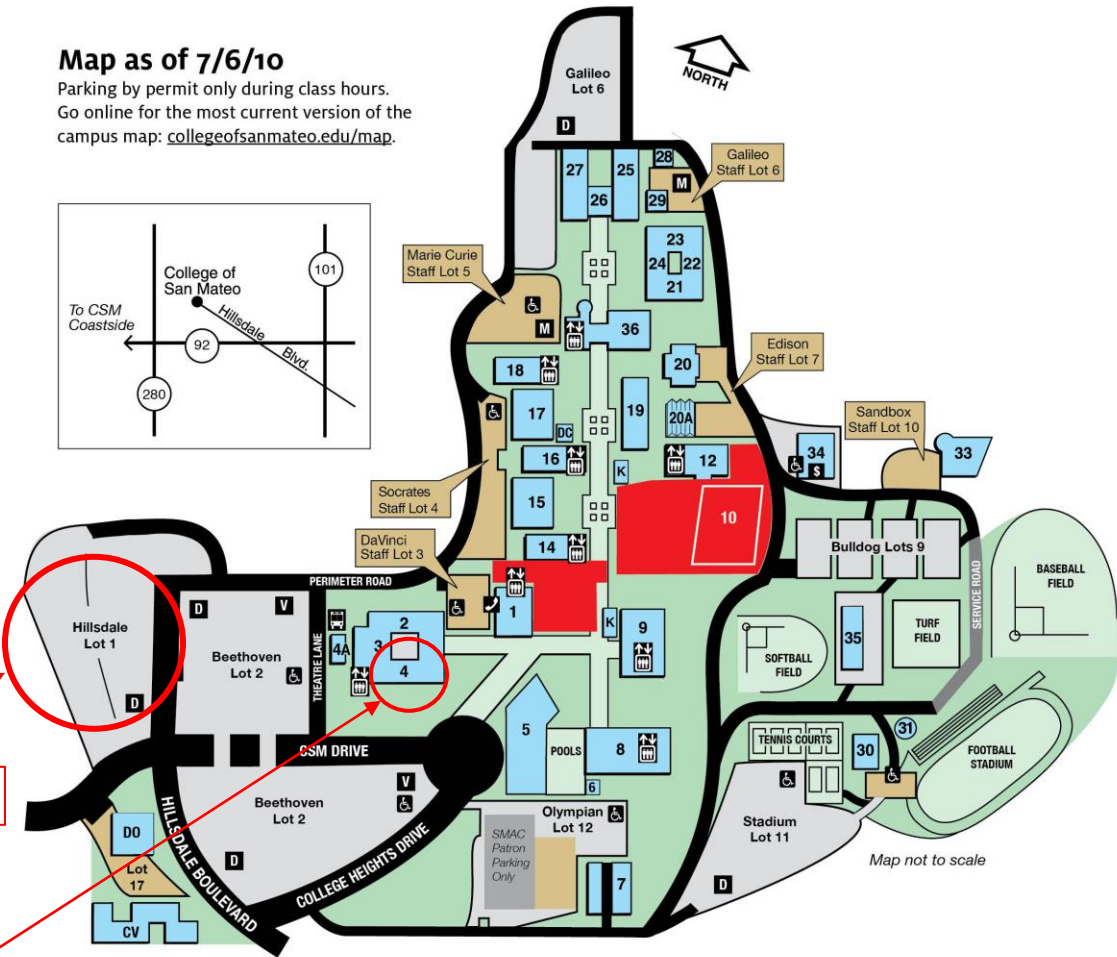 Map as of 7/6/10
Parking by permit only during class hours.
Go online for the most current version of the
campus map: collegeofsanmateo.edu/map.
NORTH
Galileo
Lot 6
D
27
25
28
26
29
M
Galileo
Staff Lot 6
23
24
22
21
101
College of
San Mateo
To CSM
Coastside
Hillsdale
Blvd.
92
280
Marie Curie
Staff Lot 5
M
36
18
20
Edison
Staff Lot 7
17
19
20A
DC
16
K
12
34
$
Sandbox
Staff Lot 10
33
Socrates
Staff Lot 4
15
10
14
Bulldog Lots 9
DaVinci
Staff Lot 3
PERIMETER ROAD
1
SERVICE ROAD
BASEBALL
FIELD
Hillsdale
Lot 1
D
D
V
Beethoven
Lot 2
THEATRE LANE
2
3
4A
4
K
9
SOFTBALL
FIELD
35
TURF
FIELD
5
POOLS
8
6
CSM DRIVE
TENNIS COURTS
30
31
FOOTBALL
STADIUM
V
Beethoven
Lot 2
D
HILLSDALE BOULEVARD
COLLEGE HEIGHTS DRIVE
DO
Lot
17
CV
Olympian
Lot 12
SMAC
Patron
Parking
Only
7
Stadium
Lot 11
D
Map not to scale